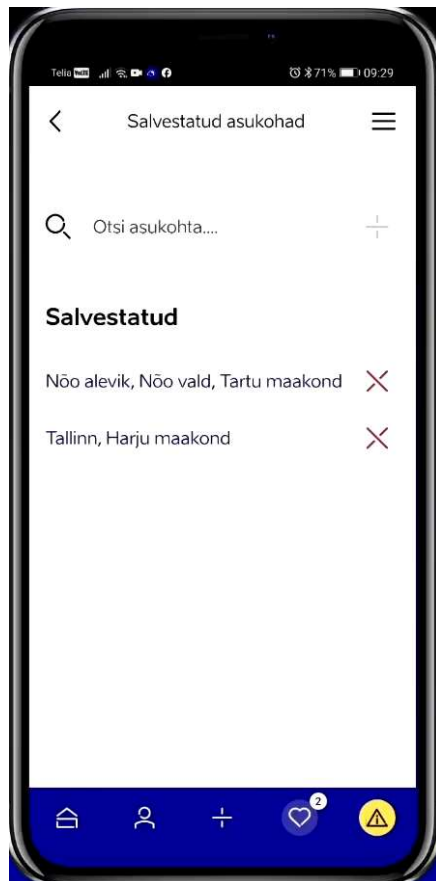 Telia VoLTE 71% 09:29
Salvestatud asukohad
Otsi asukohta....
Salvestatud
Nõo alevik, Nõo vald, Tartu maakond
Tallinn, Harju maakond
2